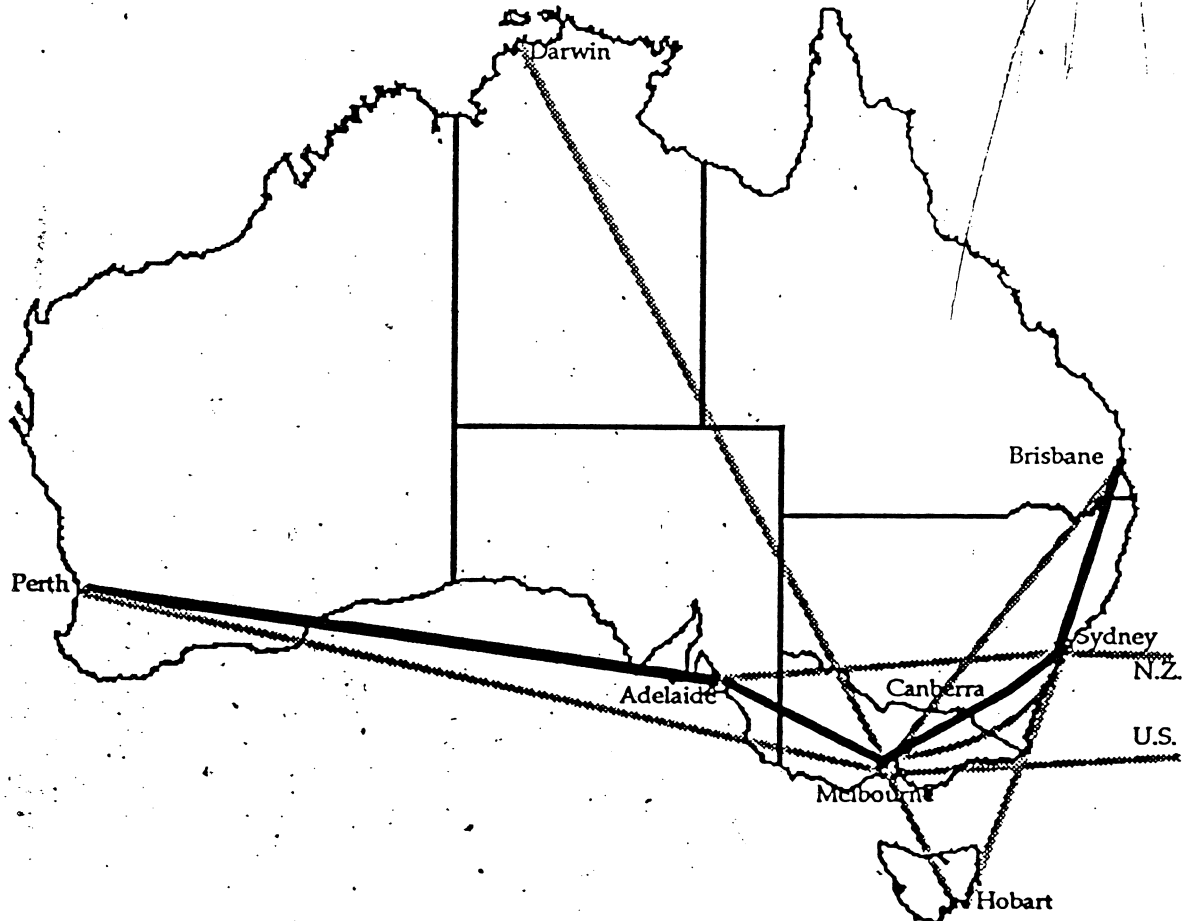 Darwin
Brisbane
Perth
Sydney
N.Z.
Adelaide
Canberra
U.S.
Melbourne
Hobart